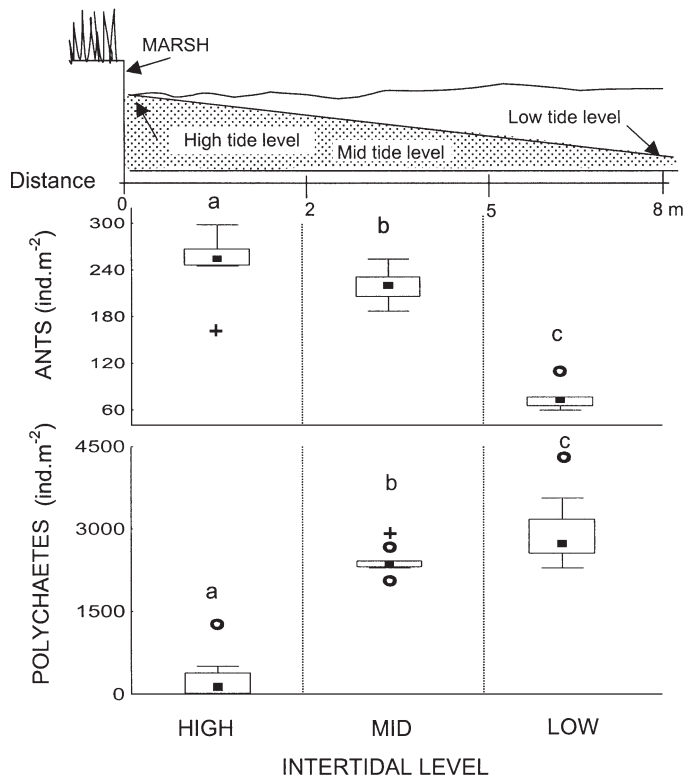 MARSH
High tide level
Mid tide level
Low tide level
Distance
0 2 5 8 m
a b c
ANTS (ind.m-2)
300
240
180
120
60
a b c
POLYCHAETES (ind.m-2)
4500
3000
1500
0
HIGH MID LOW
INTERTIDAL LEVEL